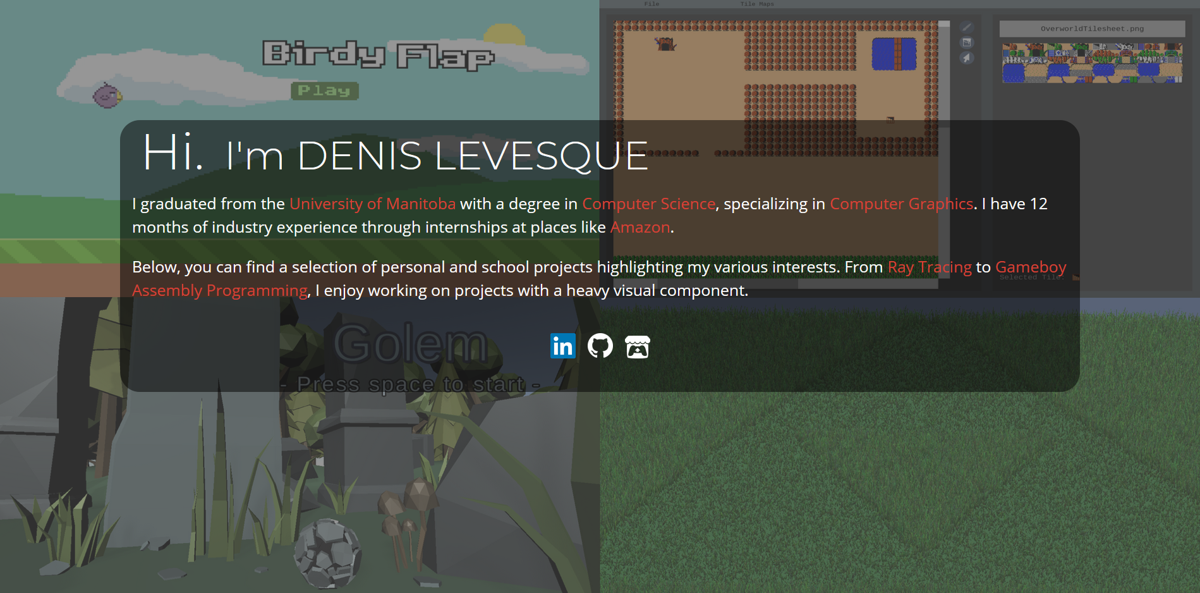 File
Tile Maps
OverworldTilesheet.png
Birdy Flap
Play
Hi. I'm DENIS LEVESQUE
I graduated from the University of Manitoba with a degree in Computer Science, specializing in Computer Graphics. I have 12
months of industry experience through internships at places like Amazon.
Below, you can find a selection of personal and school projects highlighting my various interests. From Ray Tracing to Gameboy
Assembly Programming, I enjoy working on projects with a heavy visual component.
Selected Tile:
Golem
in
- Press space to start -